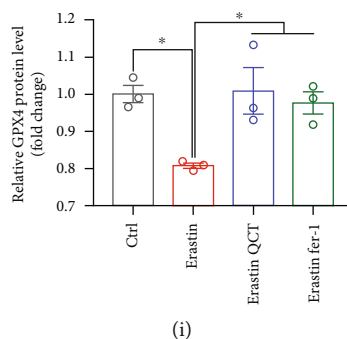 Relative GPX4 protein level
(fold change)
1.2
1.1
1.0
0.9
0.8
0.7
*
*
Ctrl
Erastin
Erastin QCT
Erastin fer-1
(i)